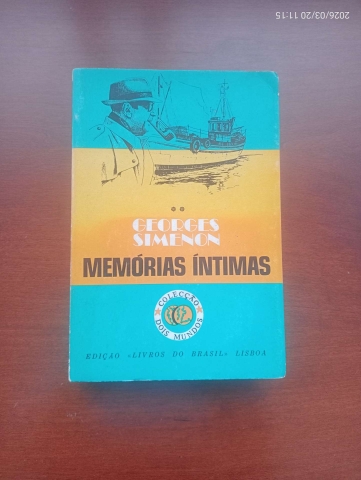 2026/03/20 11:15
GEORGES
SIMENON
MEMÓRIAS ÍNTIMAS
COLECÇÃO
DOIS MUNDOS
EDIÇÃO «LIVROS DO BRASIL» LISBOA